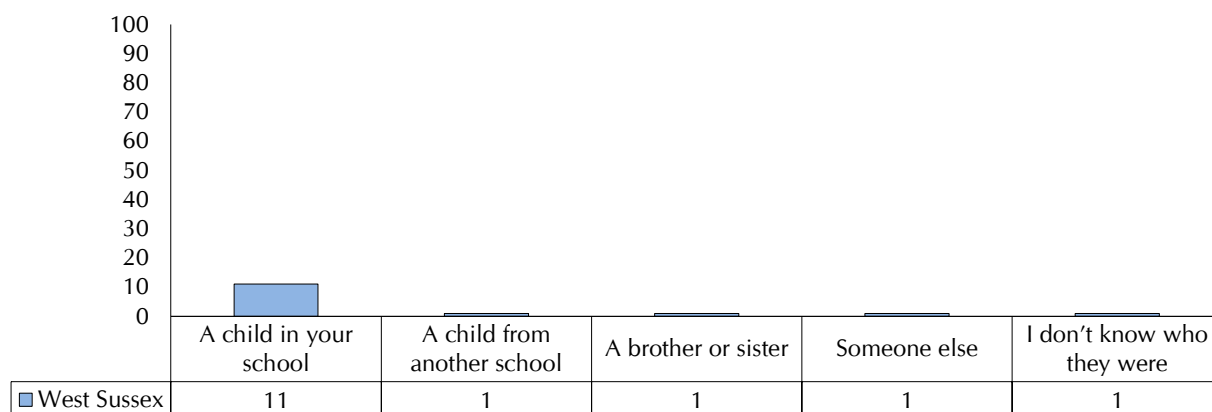 100
90
80
70
60
50
40
30
20
10
0
A child in your school
A child from another school
A brother or sister
Someone else
I don’t know who they were
West Sussex 11 1 1 1 1